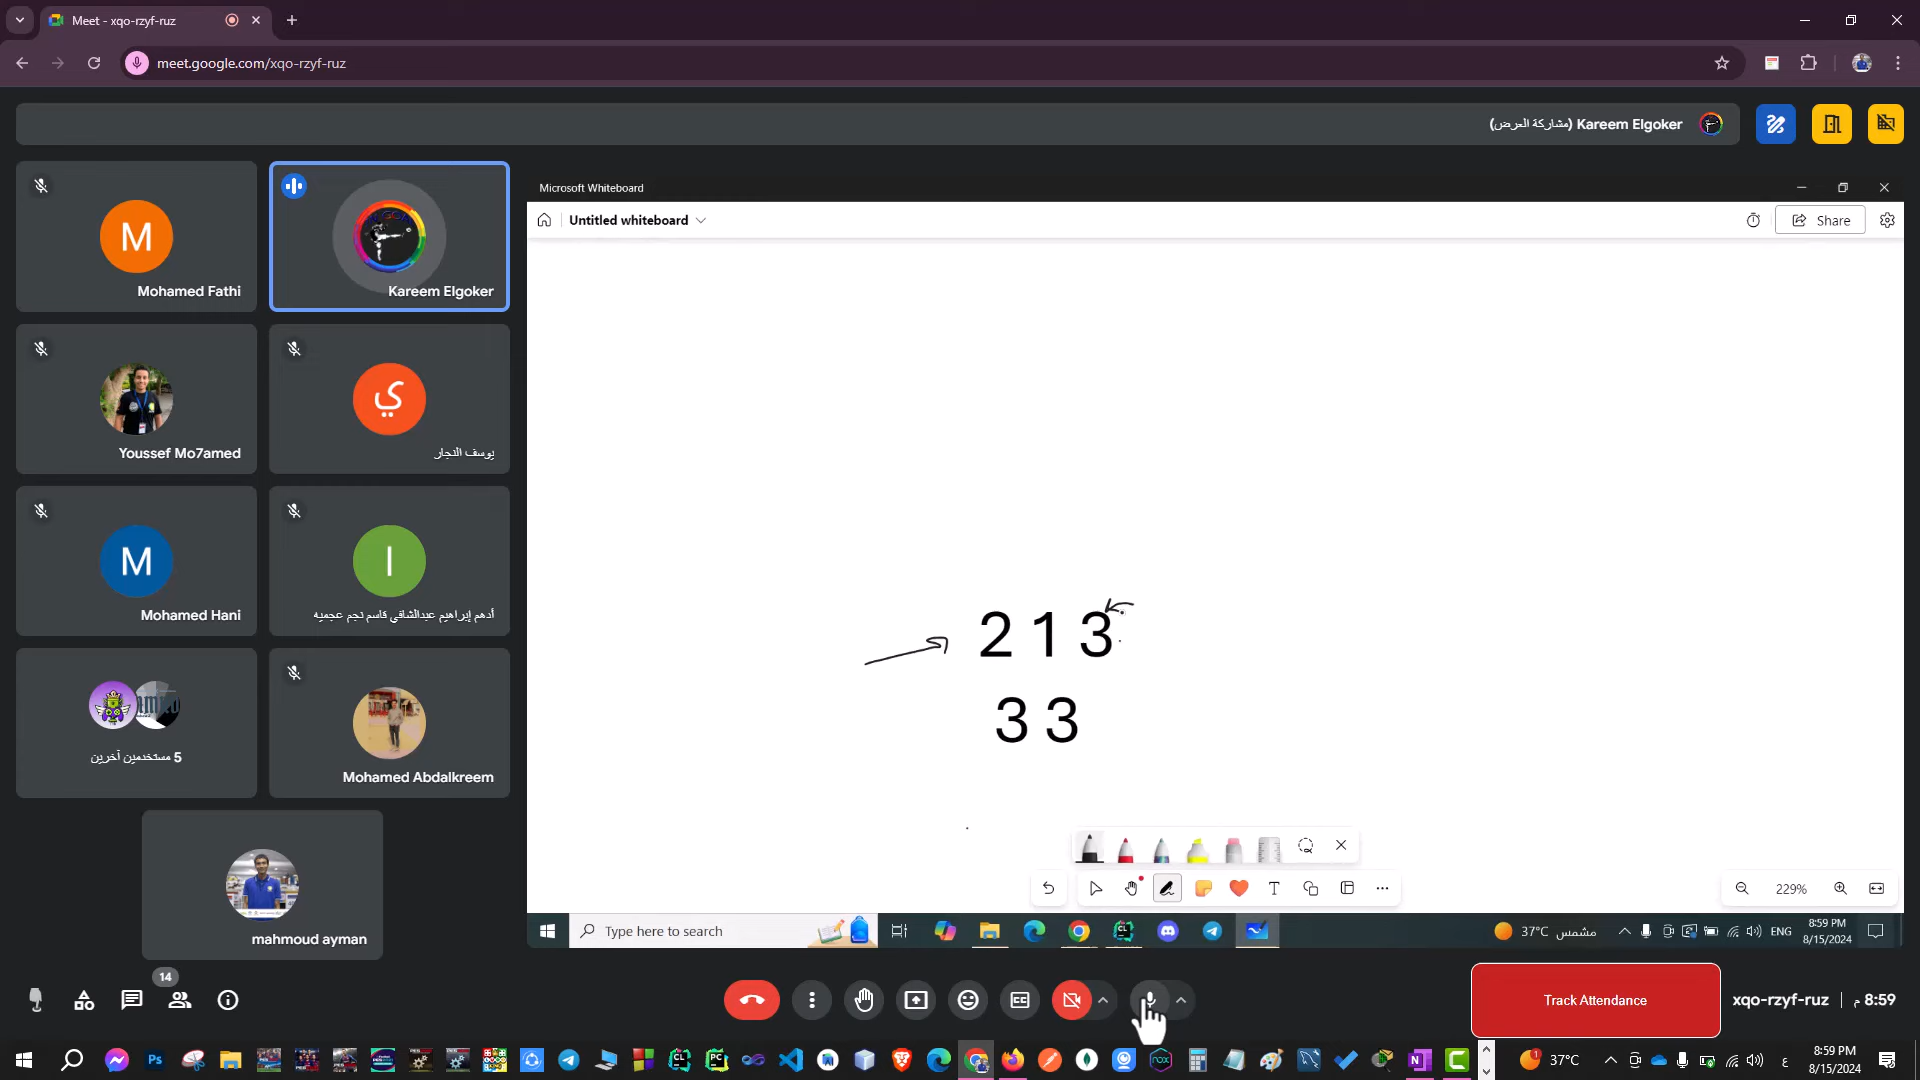 Meet - xqo-rzyf-ruz
meet.google.com/xqo-rzyf-ruz
Kareem Elgoker (مشاركة العرض)
M
Mohamed Fathi
Kareem Elgoker
Youssef Mo7amed
ي
يوسف النجار
M
Mohamed Hani
ا
أدهم إبراهيم عبدالشافي قاسم نجم عجميه
5 مستخدمين آخرين
Mohamed Abdalkreem
mahmoud ayman
Microsoft Whiteboard
Untitled whiteboard
Share
2 1 3
3 3
229%
Type here to search
37°C مشمس
ENG
8:59 PM
8/15/2024
14
Track Attendance
xqo-rzyf-ruz
8:59 م
37°C
ع
8:59 PM
8/15/2024